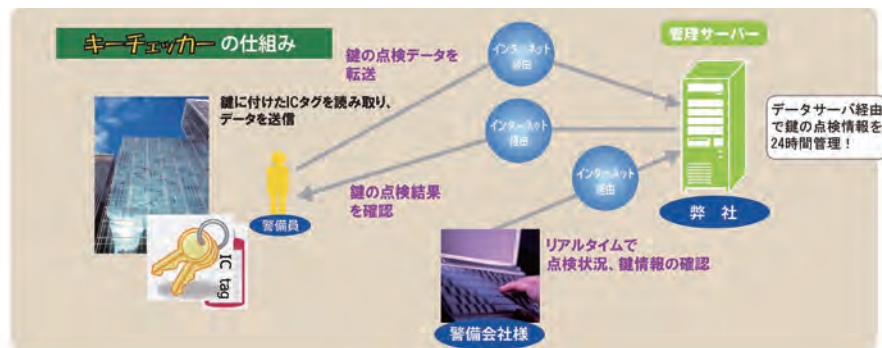 キーチェッカー の仕組み
鍵の点検データを
転送
インターネット
経由
管理サーバー
鍵に付けたICタグを読み取り、
データを送信
インターネット
経由
データサーバ経由
で鍵の点検情報を
24時間管理！
インターネット
経由
鍵の点検結果
を確認
警備員
弊 社
リアルタイムで
点検状況、鍵情報の確認
IC tag
警備会社様